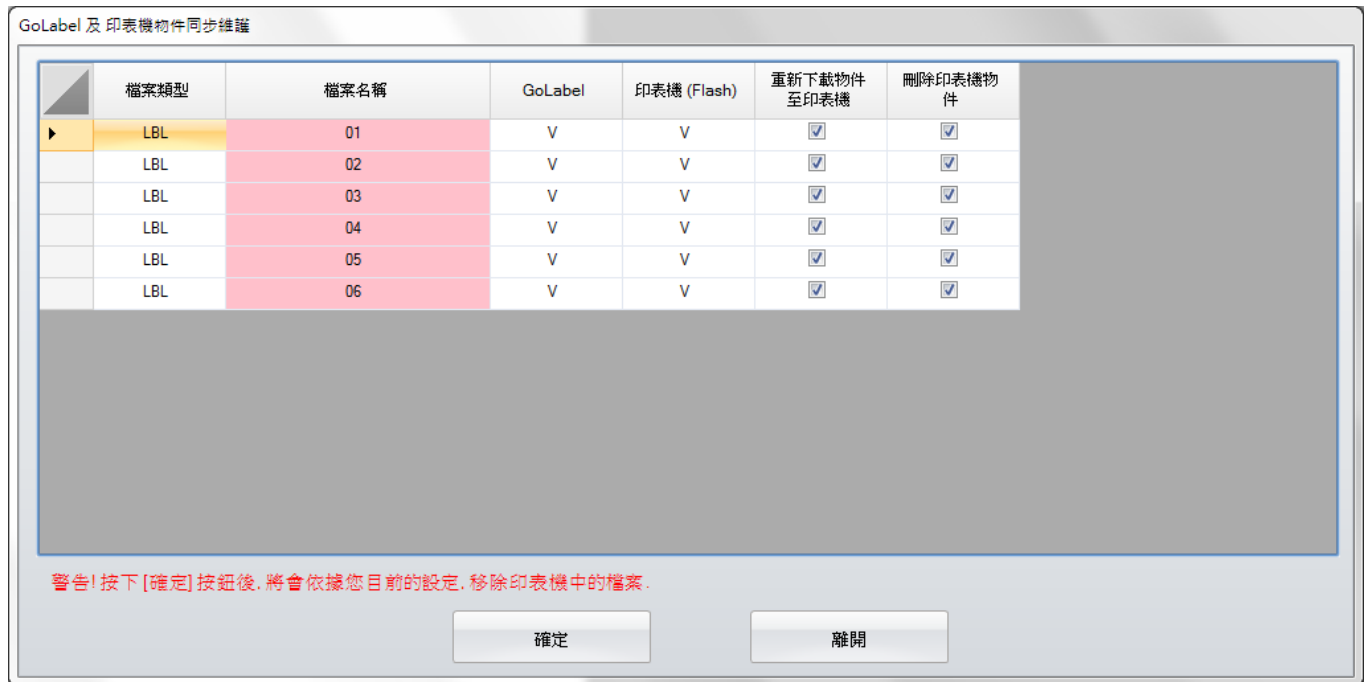 GoLabel 及 印表機物件同步維護
檔案類型 檔案名稱 GoLabel 印表機 (Flash) 重新下載物件 刪除印表機物
至印表機 件
LBL 01 V V
LBL 02 V V
LBL 03 V V
LBL 04 V V
LBL 05 V V
LBL 06 V V
警告! 按下 [確定] 按鈕後, 將會依據您目前的設定, 移除印表機中的檔案.
確定 離開